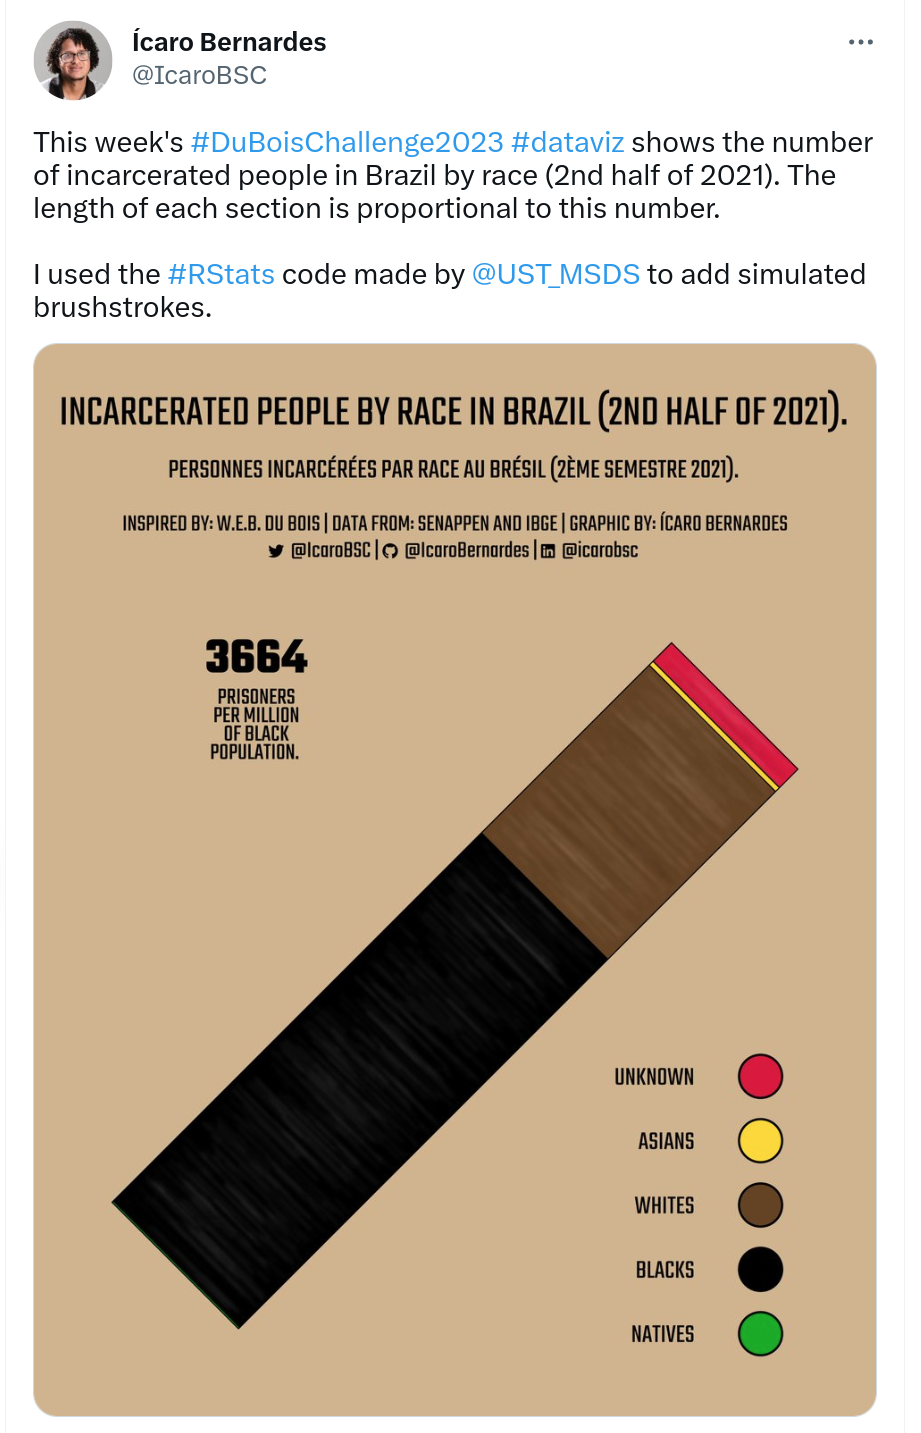 Ícaro Bernardes
@IcaroBSC
This week's #DuBoisChallenge2023 #dataviz shows the number
of incarcerated people in Brazil by race (2nd half of 2021). The
length of each section is proportional to this number.
I used the #RStats code made by @UST_MSDS to add simulated
brushstrokes.
INCARCERATED PEOPLE BY RACE IN BRAZIL (2ND HALF OF 2021).
PERSONNES INCARCÉRÉES PAR RACE AU BRÉSIL (2ÈME SEMESTRE 2021).
INSPIRED BY: W.E.B. DU BOIS | DATA FROM: SENAPPEN AND IBGE | GRAPHIC BY: ÍCARO BERNARDES
@IcaroBSC | @IcaroBernardes | @icarobsc
3664
PRISONERS
PER MILLION
OF BLACK
POPULATION.
UNKNOWN
ASIANS
WHITES
BLACKS
NATIVES